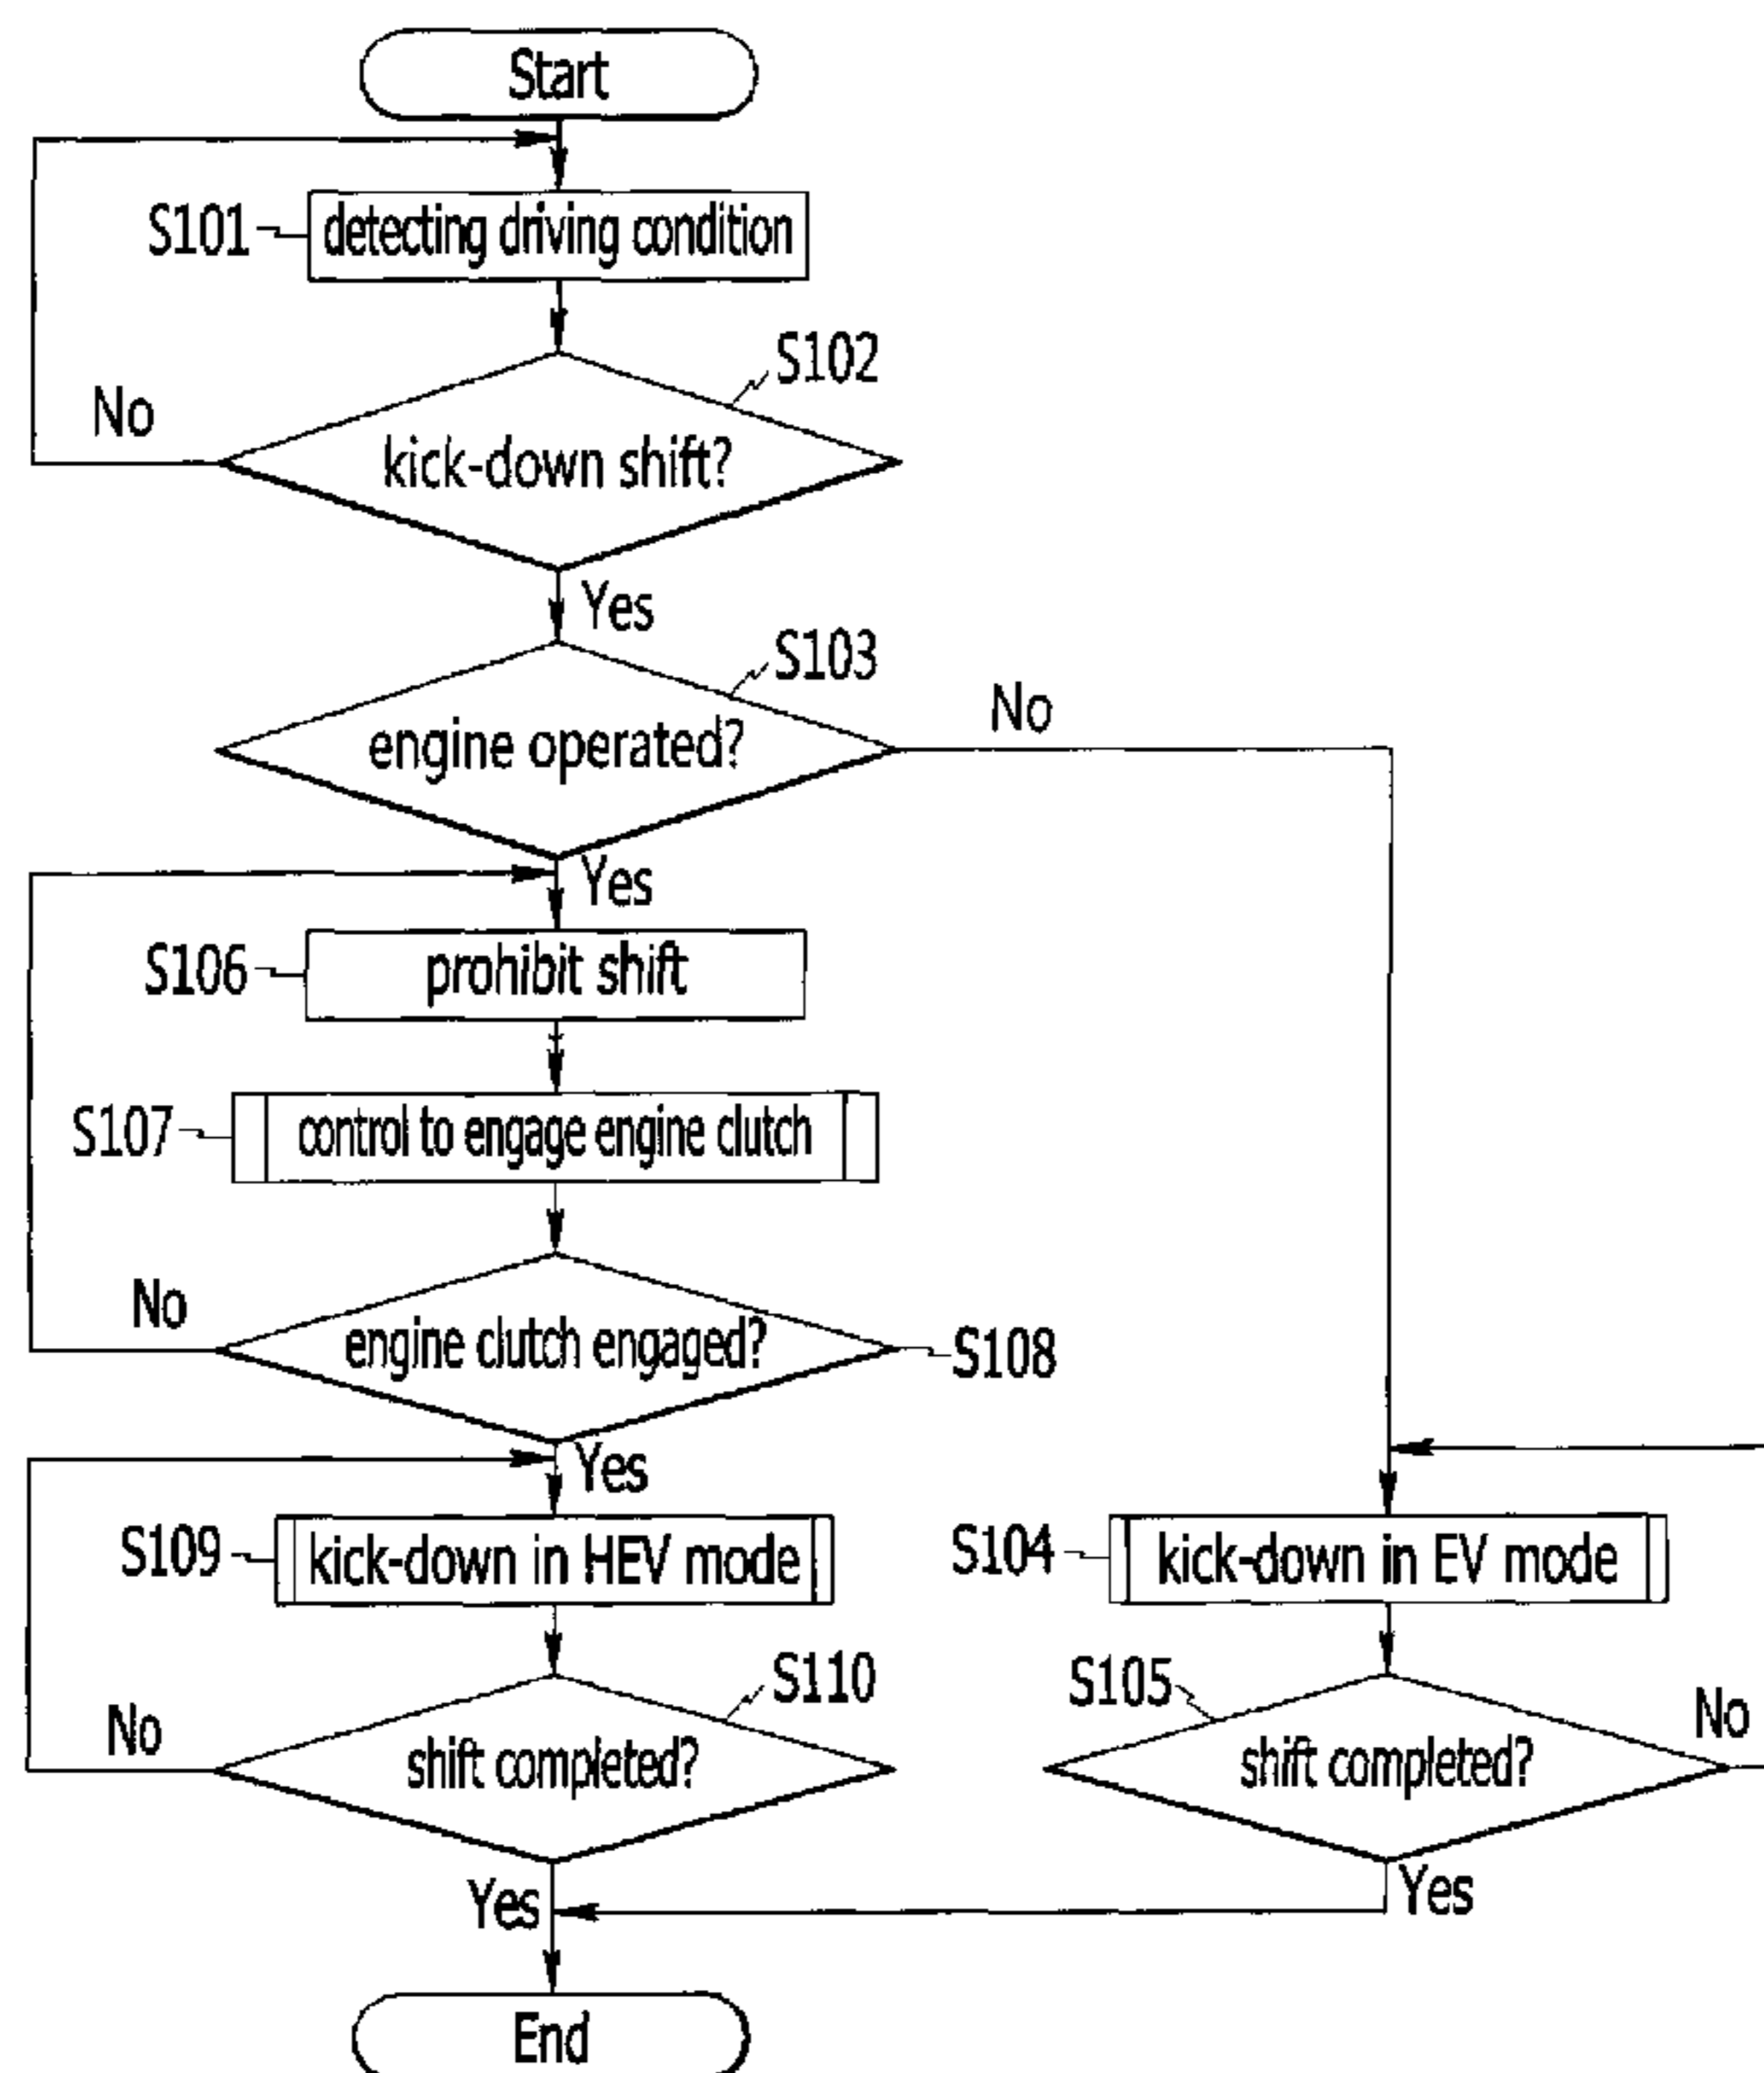 Start
S101
detecting driving condition
S102
No
kick-down shift?
Yes
S103
No
engine operated?
Yes
S106
prohibit shift
S107
control to engage engine clutch
No
engine clutch engaged?
S108
Yes
S109
kick-down in HEV mode
S104
kick-down in EV mode
S110
S105
No
No
shift completed?
shift completed?
Yes
Yes
End